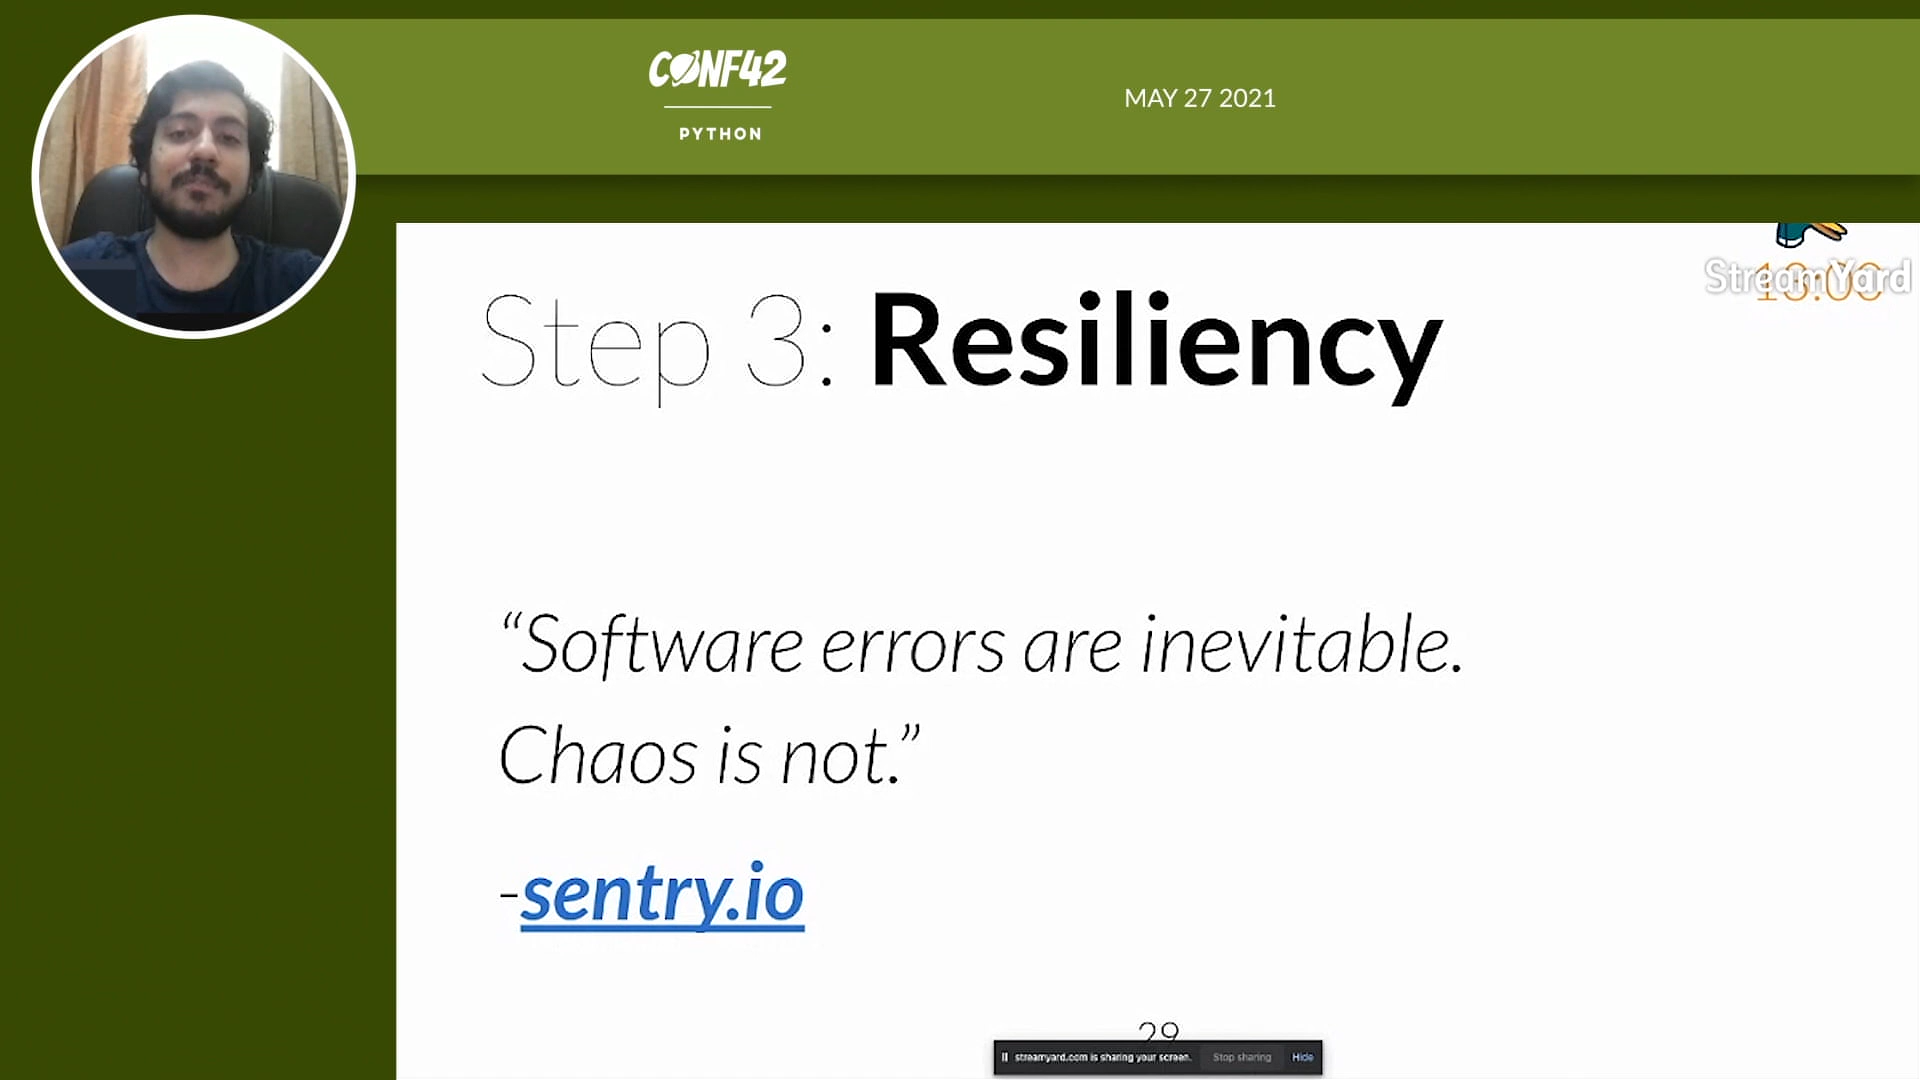 CONF42
PYTHON
MAY 27 2021
StreamYard
Step 3: Resiliency
“Software errors are inevitable.
Chaos is not.”
-sentry.io
29
streamyard.com is sharing your screen. Stop sharing Hide